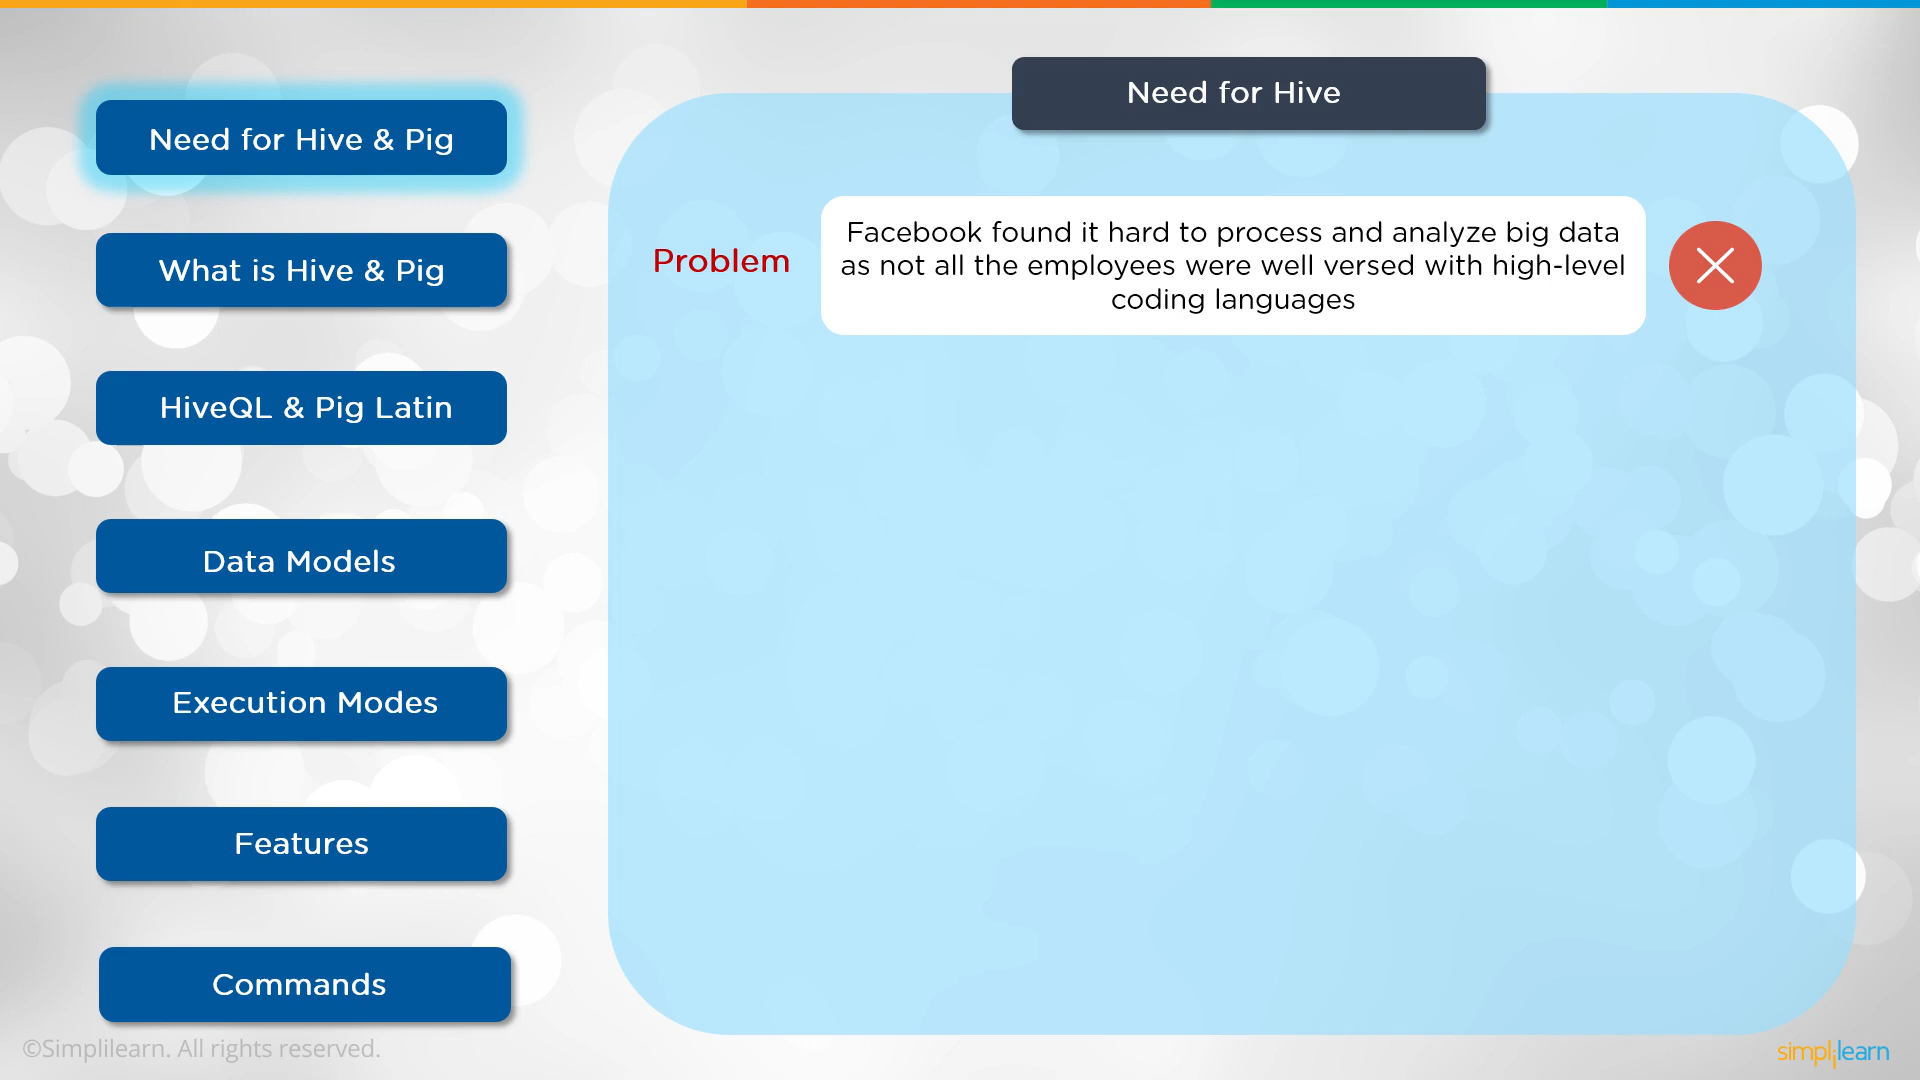 Need for Hive & Pig
What is Hive & Pig
HiveQL & Pig Latin
Data Models
Execution Modes
Features
Commands
Need for Hive
Problem
Facebook found it hard to process and analyze big data
as not all the employees were well versed with high-level
coding languages
©Simplilearn. All rights reserved.
simplilearn